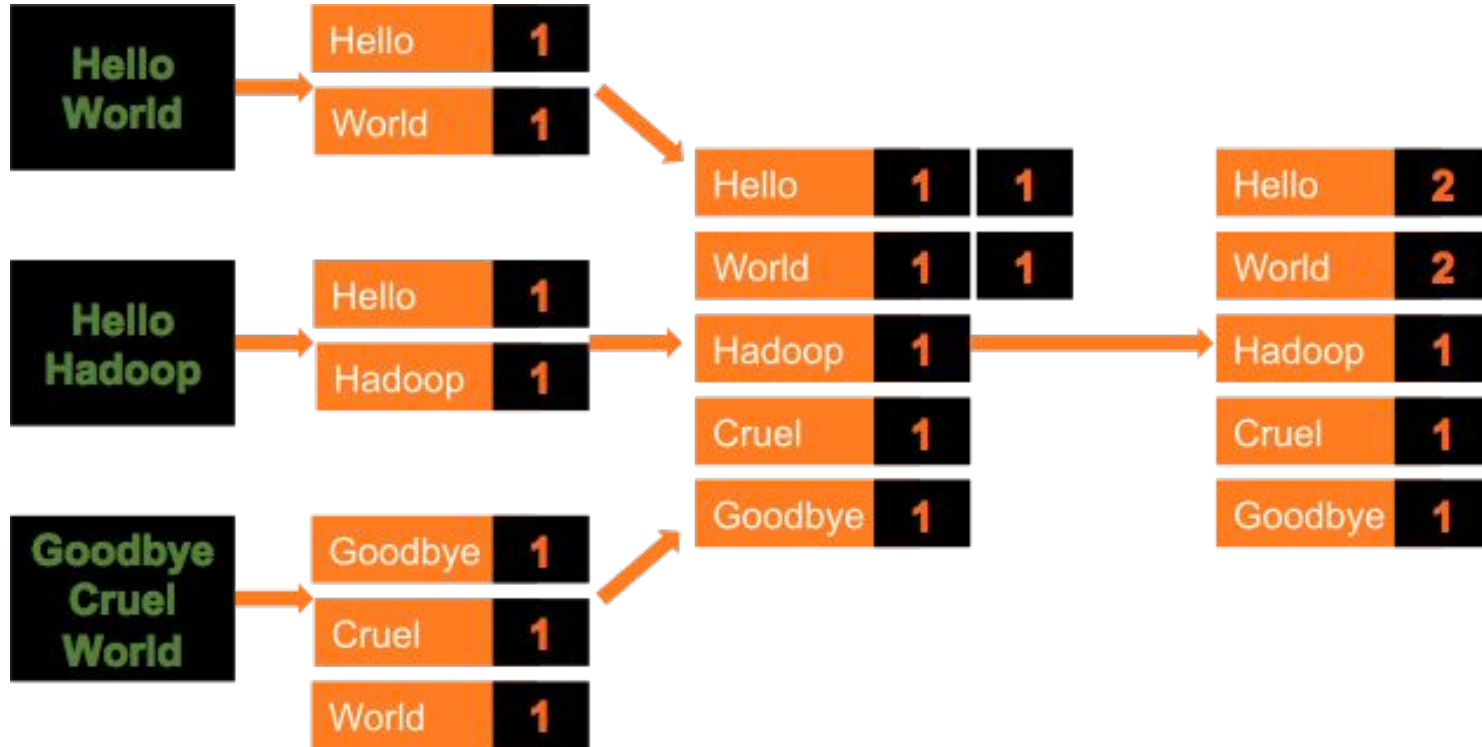 Hello
World
Hello 1
World 1
Hello
Hadoop
Hello 1
Hadoop 1
Goodbye
Cruel
World
Goodbye 1
Cruel 1
World 1
Hello 1 1
World 1 1
Hadoop 1
Cruel 1
Goodbye 1
Hello 2
World 2
Hadoop 1
Cruel 1
Goodbye 1